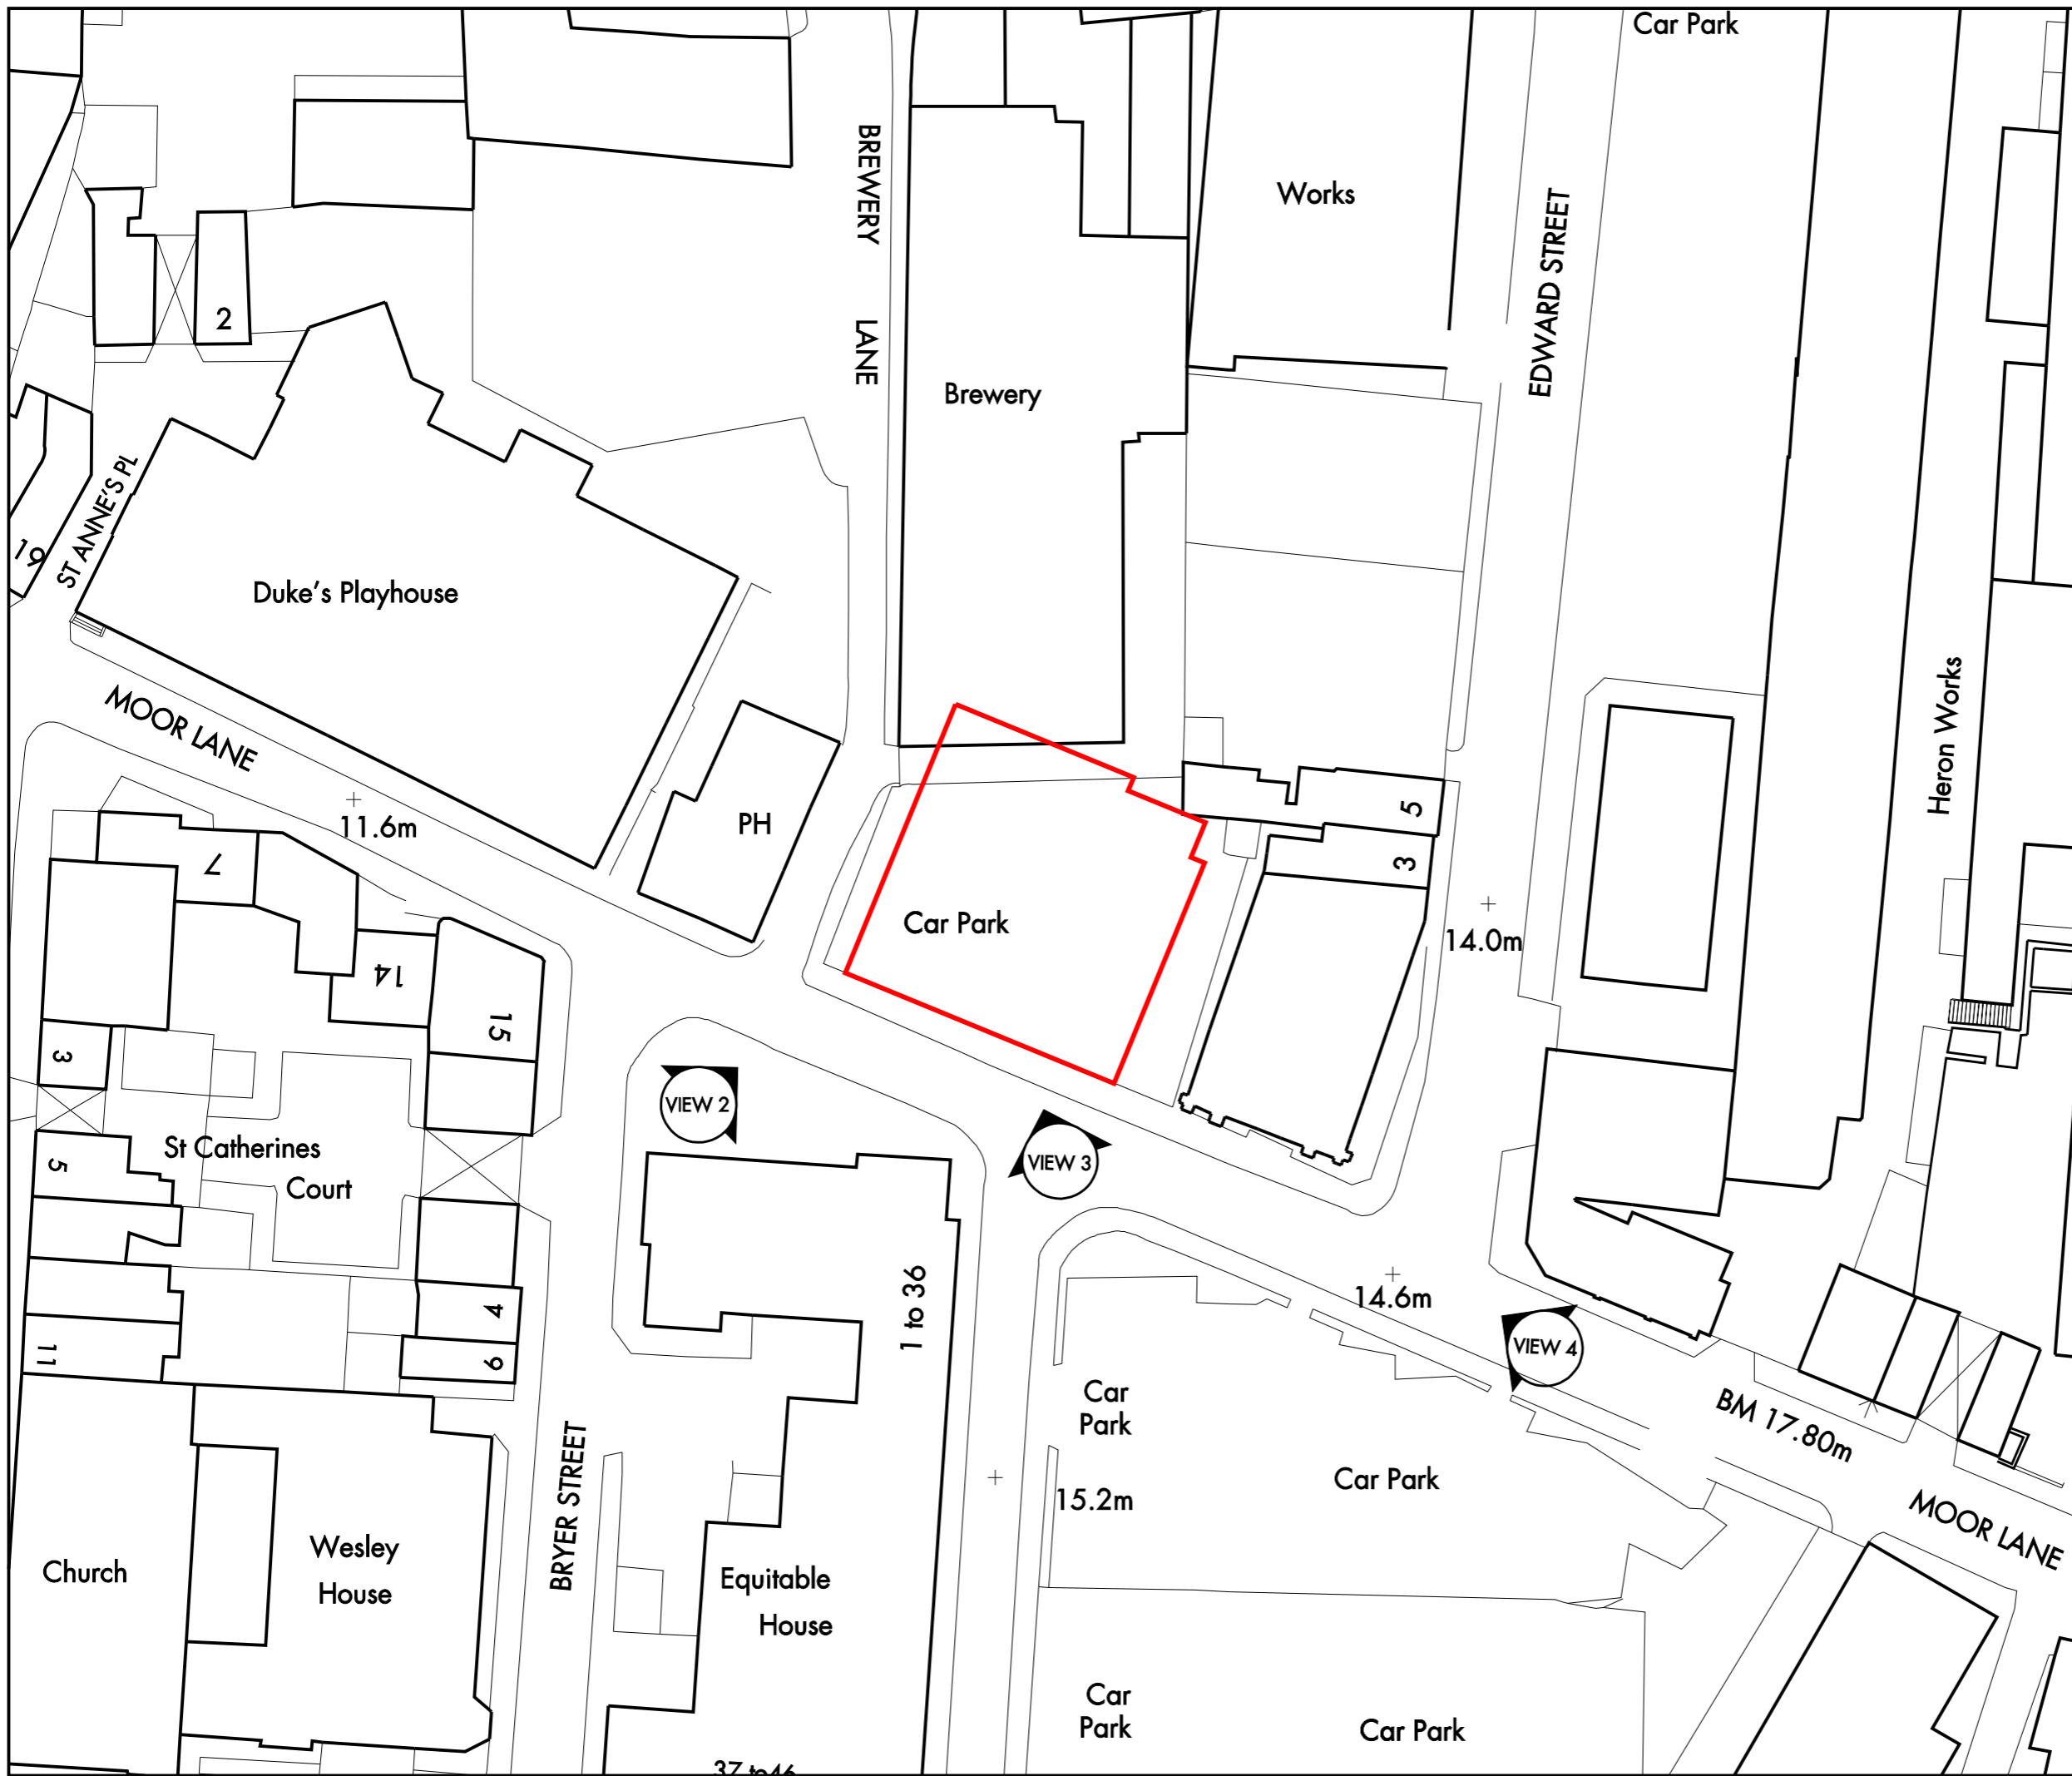 Car Park
BREWERY
LANE
Works
EDWARD STREET
2
Brewery
ST ANNE'S PL
19
Duke's Playhouse
Heron Works
MOOR LANE
11.6m
PH
5
3
Car Park
14.0m
7
14
15
3
VIEW 2
St Catherines
Court
5
VIEW 3
1 to 36
14.6m
4
6
11
VIEW 4
Car
Park
BM 17.80m
Car Park
15.2m
MOOR LANE
BRYER STREET
Church
Wesley
House
Equitable
House
Car
Park
Car Park
37 to46